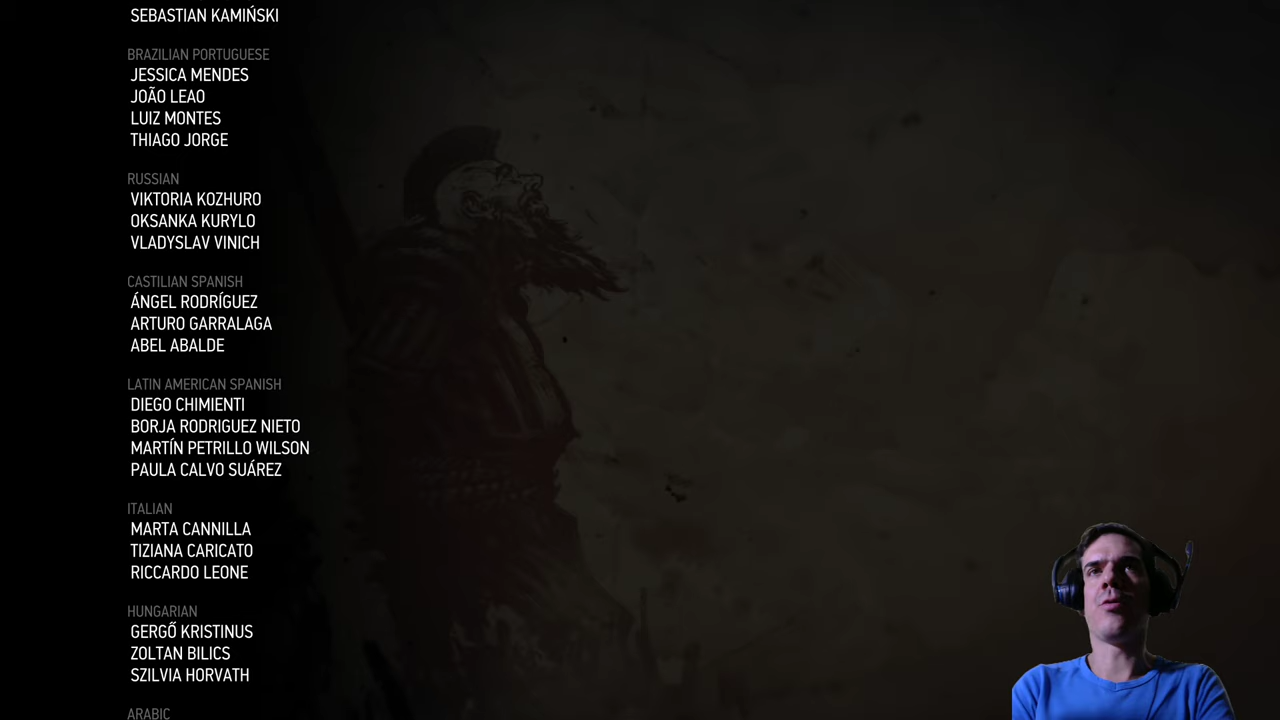 SEBASTIAN KAMIŃSKI
BRAZILIAN PORTUGUESE
JESSICA MENDES
JOÃO LEAO
LUIZ MONTES
THIAGO JORGE
RUSSIAN
VIKTORIA KOZHURO
OKSANKA KURYLO
VLADYSLAV VINICH
CASTILIAN SPANISH
ÁNGEL RODRÍGUEZ
ARTURO GARRALAGA
ABEL ABALDE
LATIN AMERICAN SPANISH
DIEGO CHIMIENTI
BORJA RODRIGUEZ NIETO
MARTÍN PETRILLO WILSON
PAULA CALVO SUÁREZ
ITALIAN
MARTA CANNILLA
TIZIANA CARICATO
RICCARDO LEONE
HUNGARIAN
GERGŐ KRISTINUS
ZOLTAN BILICS
SZILVIA HORVATH
ARABIC